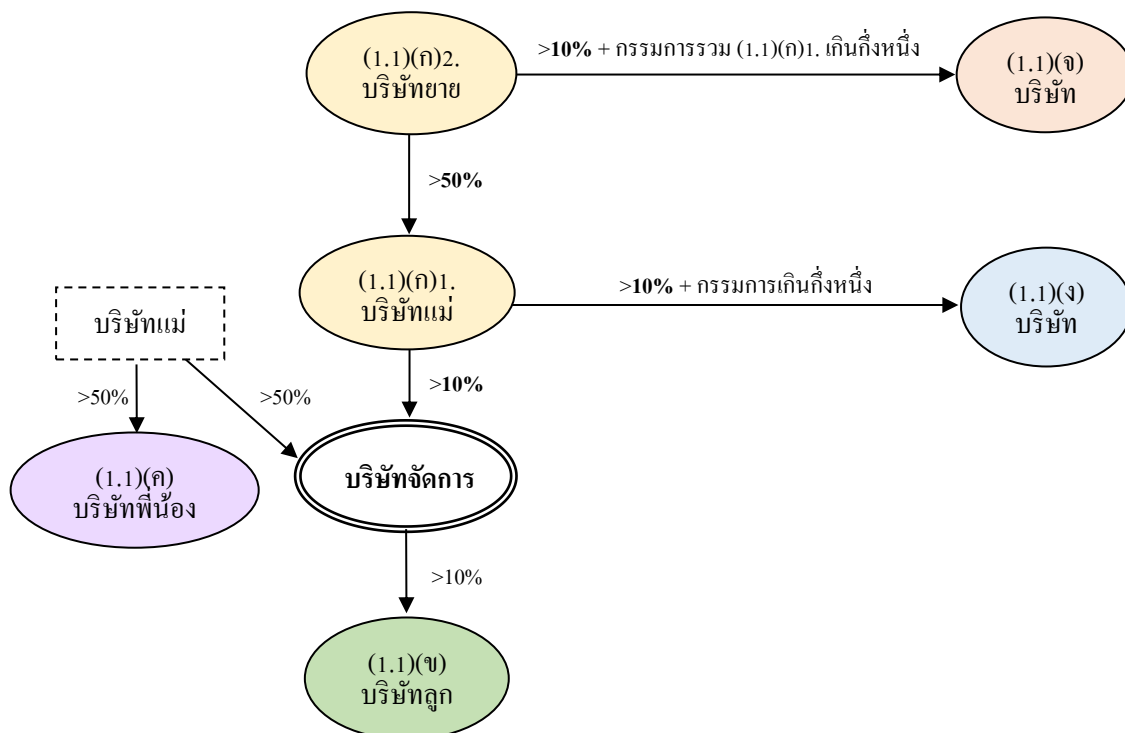 (1.1)(ก)2.
บริษัทยาย
>10% + กรรมการรวม (1.1)(ก)1. เกินกึ่งหนึ่ง
(1.1)(จ)
บริษัท
>50%
(1.1)(ก)1.
บริษัทแม่
>10% + กรรมการเกินกึ่งหนึ่ง
(1.1)(ง)
บริษัท
บริษัทแม่
>50%
>50%
>10%
(1.1)(ค)
บริษัทพี่น้อง
บริษัทจัดการ
>10%
(1.1)(ข)
บริษัทลูก